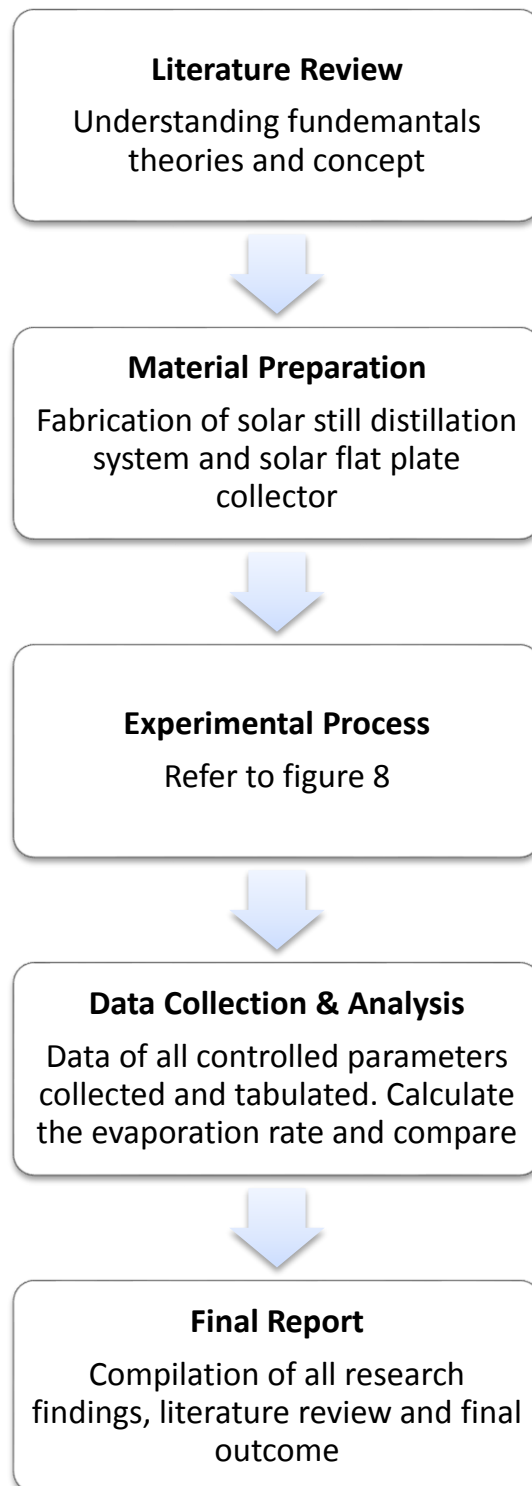 Literature Review
Understanding fundemantals
theories and concept
Material Preparation
Fabrication of solar still distillation
system and solar flat plate
collector
Experimental Process
Refer to figure 8
Data Collection & Analysis
Data of all controlled parameters
collected and tabulated. Calculate
the evaporation rate and compare
Final Report
Compilation of all research
findings, literature review and final
outcome